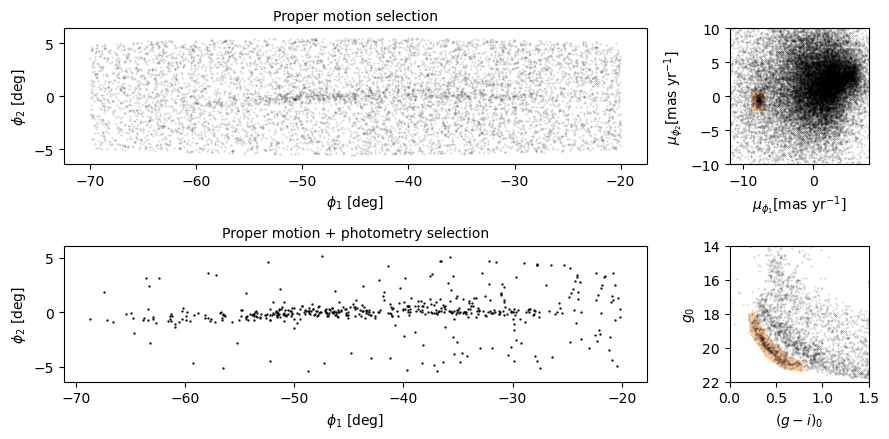 Proper motion selection
5
0
−5
ϕ2 [deg]
−70 −60 −50 −40 −30 −20
ϕ1 [deg]
10
5
0
−5
−10
μϕ2[mas yr−1]
−10 0
μϕ1[mas yr−1]
Proper motion + photometry selection
5
0
−5
ϕ2 [deg]
−70 −60 −50 −40 −30 −20
ϕ1 [deg]
14
16
18
20
22
g0
0.0 0.5 1.0 1.5
(g − i)0